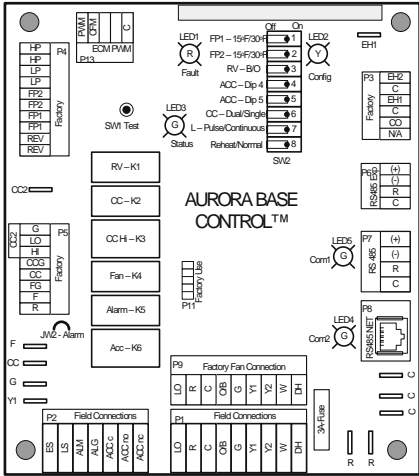 PWM
CFM
ECM PWM
C
P13
LED1
R
Fault
Off On
FP1 – 15ºF/30ºF 1
FP2 – 15ºF/30ºF 2
RV – B/O 3
ACC – Dip 4 4
ACC – Dip 5 5
CC – Dual/Single 6
L – Pulse/Continuous 7
Reheat/Normal 8
SW2
LED2
Y
Config
EH1
HP
HP
LP
LP
FP2
FP2
FP1
FP1
REV
REV
P4
Factory
SW1 Test
LED3
G
Status
P3
Factory
EH2
C
EH1
C
CO
N/A
P6
RS485 Exp
(+)
(-)
R
C
CC2
RV – K1
CC – K2
CC Hi – K3
Fan – K4
Alarm – K5
Acc – K6
AURORA BASE
CONTROL™
CC2
G
LO
HI
CCG
CC
FG
F
R
P5
Factory
JW2 - Alarm
P11
Factory Use
LED5
G
Com1
P7
RS 485
(+)
(-)
R
C
LED4
G
Com2
P8
RS485 NET
F
CC
G
Y1
P9
Factory Fan Connection
LO
R
C
O/B
G
Y1
Y2
W
DH
P2
Field Connections
ES
LS
ALM
ALG
ACC c
ACC no
ACC nc
P1
Field Connections
LO
R
C
O/B
G
Y1
Y2
W
DH
3A-Fuse
C
C
C
R
R